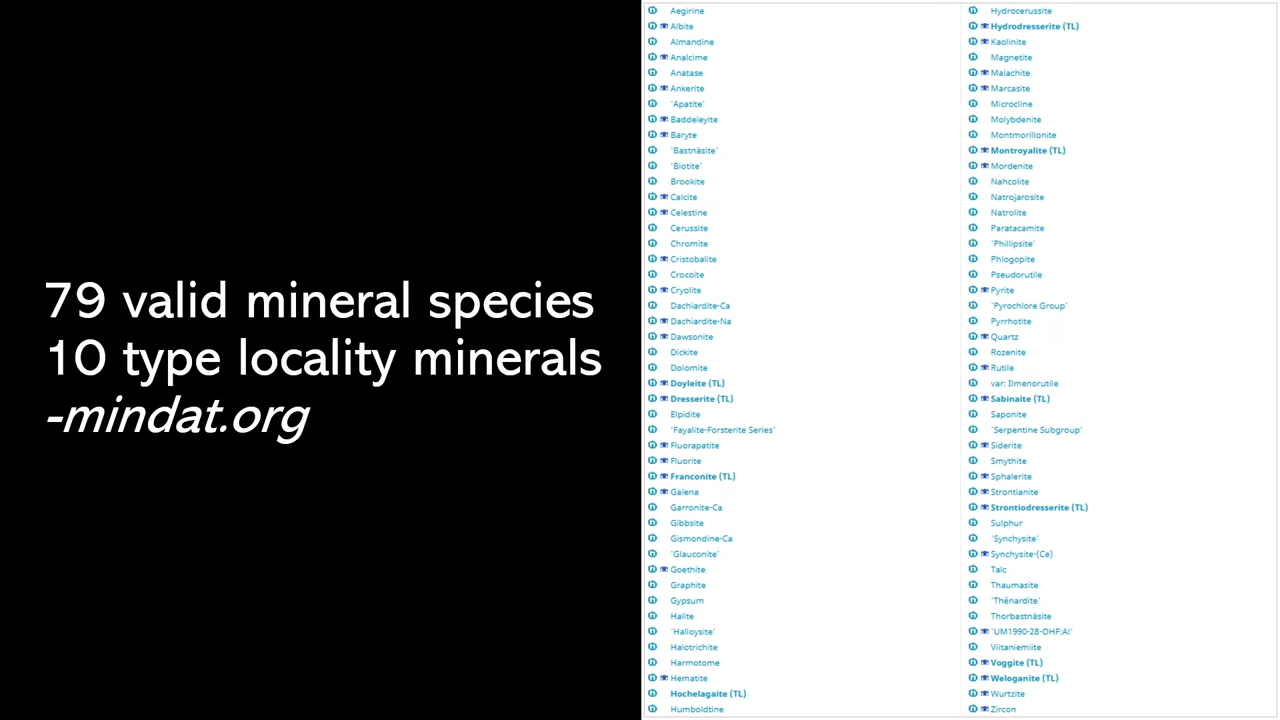 79 valid mineral species
10 type locality minerals
-mindat.org
Aegirine
Albite
Almandine
Analcime
Anatase
Ankerite
'Apatite'
Baddeleyite
Baryte
'Bastnäsite'
'Biotite'
Brookite
Calcite
Celestine
Cerussite
Chromite
Cristobalite
Crocoite
Cryolite
Dachiardite-Ca
Dachiardite-Na
Dawsonite
Dickite
Dolomite
Doyleite (TL)
Dresserite (TL)
Elpidite
'Fayalite-Forsterite Series'
Fluorapatite
Fluorite
Franconite (TL)
Galena
Garronite-Ca
Gibbsite
Gismondine-Ca
'Glauconite'
Goethite
Graphite
Gypsum
Halite
'Halloysite'
Halotrichite
Harmotome
Hematite
Hochelagaite (TL)
Humboldtine
Hydrocerussite
Hydrodresserite (TL)
Kaolinite
Magnetite
Malachite
Marcasite
Microcline
Molybdenite
Montmorillonite
Montroyalite (TL)
Mordenite
Nahcolite
Natrojarosite
Natrolite
Paratacamite
'Phillipsite'
Phlogopite
Pseudorutile
Pyrite
'Pyrochlore Group'
Pyrrhotite
Quartz
Rozenite
Rutile
var: Ilmenorutile
Sabinaite (TL)
Saponite
'Serpentine Subgroup'
Siderite
Smythite
Sphalerite
Strontianite
Strontiodresserite (TL)
Sulphur
'Synchysite'
Synchysite-(Ce)
Talc
Thaumasite
'Thénardite'
Thorbastnäsite
'UM1990-28-OHF:Al'
Viitaniemiite
Voggite (TL)
Weloganite (TL)
Wurtzite
Zircon